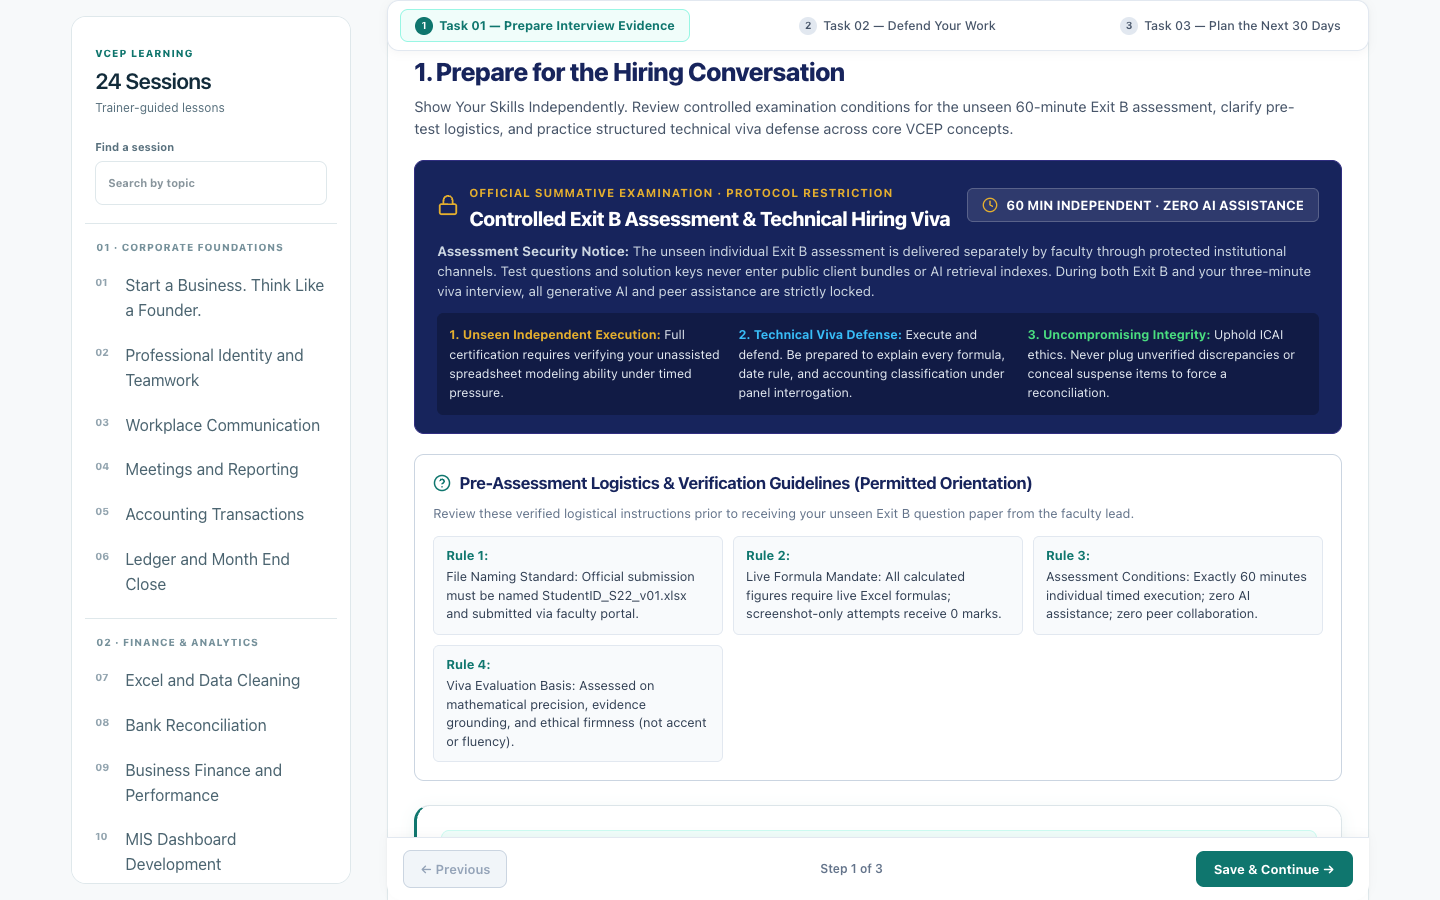 VCEP LEARNING
24 Sessions
Trainer-guided lessons
Find a session
Search by topic
01 · CORPORATE FOUNDATIONS
01 Start a Business. Think Like
a Founder.
02 Professional Identity and
Teamwork
03 Workplace Communication
04 Meetings and Reporting
05 Accounting Transactions
06 Ledger and Month End
Close
02 · FINANCE & ANALYTICS
07 Excel and Data Cleaning
08 Bank Reconciliation
09 Business Finance and
Performance
10 MIS Dashboard
Development
1 Task 01 — Prepare Interview Evidence
2 Task 02 — Defend Your Work
3 Task 03 — Plan the Next 30 Days
1. Prepare for the Hiring Conversation
Show Your Skills Independently. Review controlled examination conditions for the unseen 60-minute Exit B assessment, clarify pre-
test logistics, and practice structured technical viva defense across core VCEP concepts.
OFFICIAL SUMMATIVE EXAMINATION · PROTOCOL RESTRICTION
Controlled Exit B Assessment & Technical Hiring Viva
60 MIN INDEPENDENT · ZERO AI ASSISTANCE
Assessment Security Notice: The unseen individual Exit B assessment is delivered separately by faculty through protected institutional
channels. Test questions and solution keys never enter public client bundles or AI retrieval indexes. During both Exit B and your three-minute
viva interview, all generative AI and peer assistance are strictly locked.
1. Unseen Independent Execution: Full
certification requires verifying your unassisted
spreadsheet modeling ability under timed
pressure.
2. Technical Viva Defense: Execute and
defend. Be prepared to explain every formula,
date rule, and accounting classification under
panel interrogation.
3. Uncompromising Integrity: Uphold ICAI
ethics. Never plug unverified discrepancies or
conceal suspense items to force a
reconciliation.
Pre-Assessment Logistics & Verification Guidelines (Permitted Orientation)
Review these verified logistical instructions prior to receiving your unseen Exit B question paper from the faculty lead.
Rule 1:
File Naming Standard: Official submission
must be named StudentID_S22_v01.xlsx
and submitted via faculty portal.
Rule 2:
Live Formula Mandate: All calculated
figures require live Excel formulas;
screenshot-only attempts receive 0 marks.
Rule 3:
Assessment Conditions: Exactly 60 minutes
individual timed execution; zero AI
assistance; zero peer collaboration.
Rule 4:
Viva Evaluation Basis: Assessed on
mathematical precision, evidence
grounding, and ethical firmness (not accent
or fluency).
← Previous
Step 1 of 3
Save & Continue →